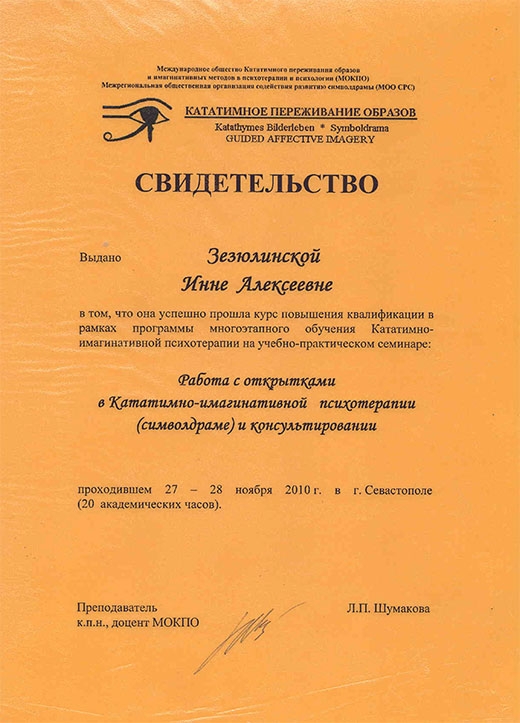 Международное общество Кататимного переживания образов
и имагинативных методов в психотерапии и психологии (МОКПО)
Межрегиональная общественная организация содействия развитию символдрамы (МОО СРС)
КАТАТИМНОЕ ПЕРЕЖИВАНИЕ ОБРАЗОВ
Katathymes Bilderleben * Symboldrama
GUIDED AFFECTIVE IMAGERY
СВИДЕТЕЛЬСТВО
Выдано Зезюлинской
Инне Алексеевне
в том, что она успешно прошла курс повышения квалификации в
рамках программы многоэтапного обучения Кататимно-
имагинативной психотерапии на учебно-практическом семинаре:
Работа с открытками
в Кататимно-имагинативной психотерапии
(символдраме) и консультировании
проходившем 27 – 28 ноября 2010 г. в г. Севастополе
(20 академических часов).
Преподаватель Л.П. Шумакова
к.п.н., доцент МОКПО